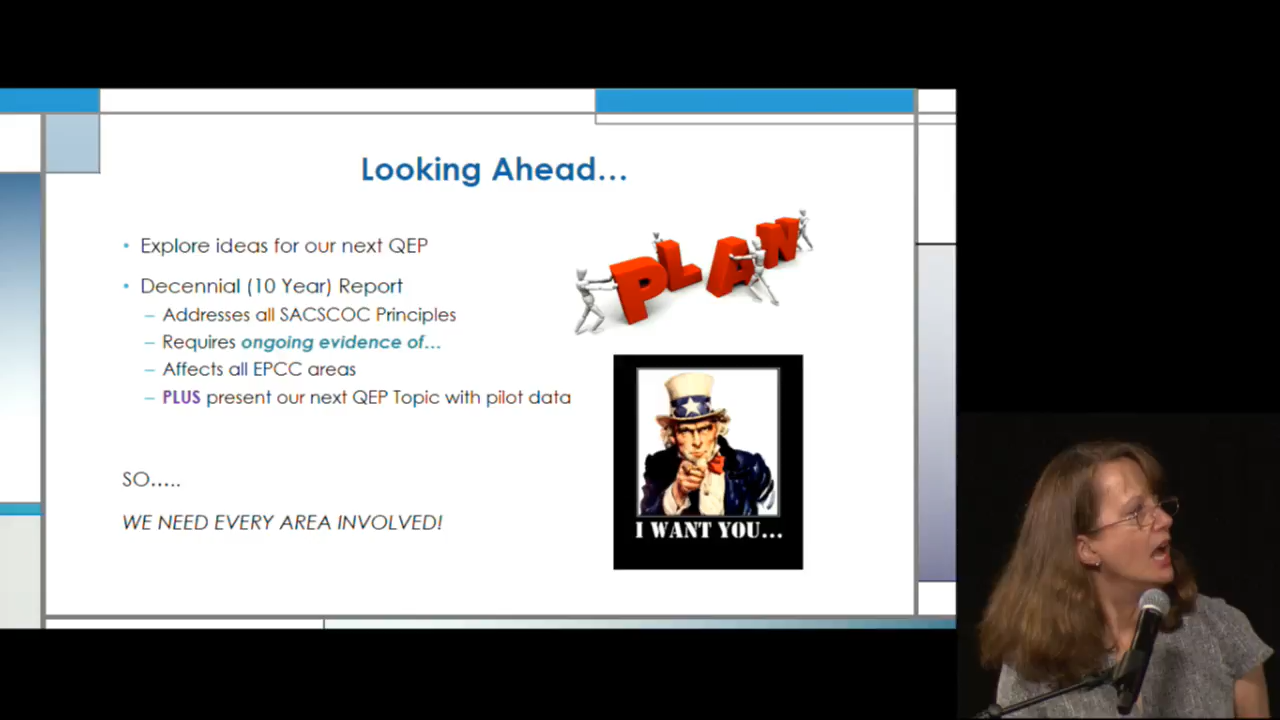 Looking Ahead...
Explore ideas for our next QEP
Decennial (10 Year) Report
– Addresses all SACSCOC Principles
– Requires ongoing evidence of...
– Affects all EPCC areas
– PLUS present our next QEP Topic with pilot data
SO.....
WE NEED EVERY AREA INVOLVED!
PLAN
I WANT YOU...